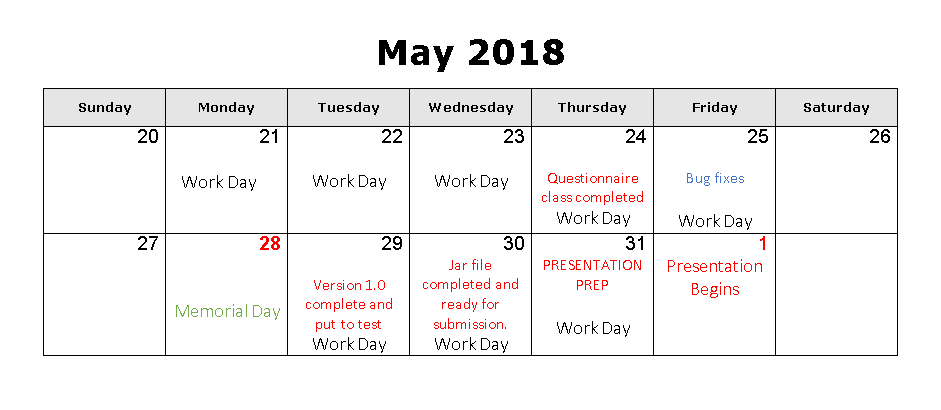 May 2018
Sunday Monday Tuesday Wednesday Thursday Friday Saturday
20 21 22 23 24 25 26
Work Day Work Day Work Day Questionnaire Bug fixes
class completed
Work Day Work Day
27 28 29 30 31 1
Jar file PRESENTATION Presentation
Version 1.0 completed and PREP Begins
Memorial Day complete and ready for
put to test submission. Work Day
Work Day Work Day